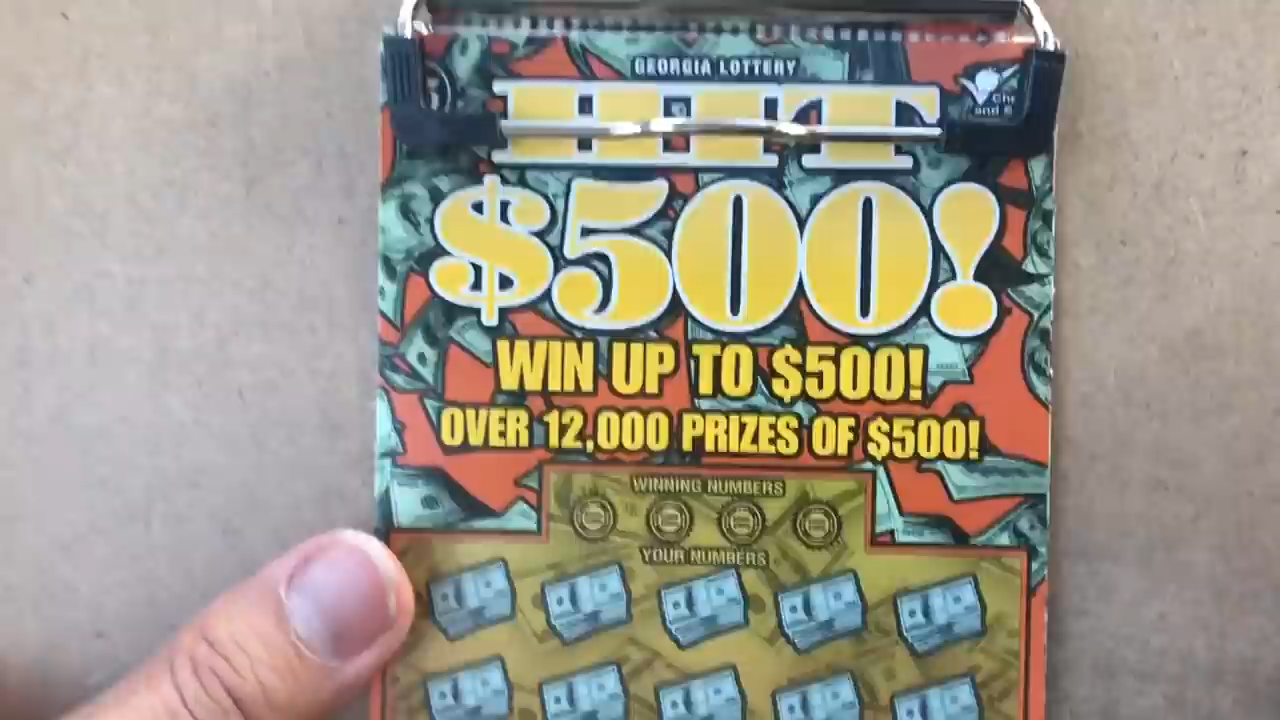 GEORGIA LOTTERY
HIT
$500!
WIN UP TO $500!
OVER 12,000 PRIZES OF $500!
WINNING NUMBERS
YOUR NUMBERS